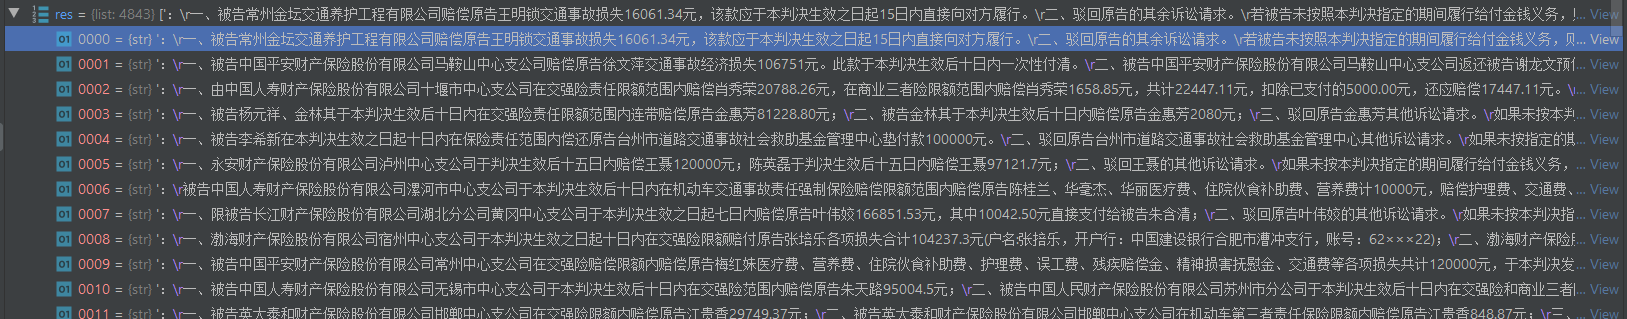 res = {list: 4843} ['：\r一、被告常州金坛交通养护工程有限公司赔偿原告王明锁交通事故损失16061.34元，该款应于本判决生效之日起15日内直接向对方履行。\r二、驳回原告的其余诉讼请求。\r若被告未按照本判决指定的期间履行给付金钱义务，... View
0000 = {str} '：\r一、被告常州金坛交通养护工程有限公司赔偿原告王明锁交通事故损失16061.34元，该款应于本判决生效之日起15日内直接向对方履行。\r二、驳回原告的其余诉讼请求。\r若被告未按照本判决指定的期间履行给付金钱义务，则... View
0001 = {str} '：\r一、被告中国平安财产保险股份有限公司马鞍山中心支公司赔偿原告徐文萍交通事故经济损失106751元。此款于本判决生效后十日内一次性付清。\r二、被告中国平安财产保险股份有限公司马鞍山中心支公司返还被告谢龙文预付... View
0002 = {str} '：\r一、由中国人寿财产保险股份有限公司十堰市中心支公司在交强险责任限额范围内赔偿肖秀荣20788.26元，在商业三者险限额范围内赔偿肖秀荣1658.85元，共计22447.11元，扣除已支付的5000.00元，还应赔偿17447.11元。... View
0003 = {str} '：\r一、被告杨元祥、金林其于本判决生效后十日内在交强险责任限额范围内连带赔偿原告金惠芳81228.80元；\r二、被告金林其于本判决生效后十日内赔偿原告金惠芳2080元；\r三、驳回原告金惠芳其他诉讼请求。\r如果未按本判... View
0004 = {str} '：\r一、被告李希新在本判决生效之日起十日内在保险责任范围内偿还原告台州市道路交通事故社会救助基金管理中心垫付款100000元。\r二、驳回原告台州市道路交通事故社会救助基金管理中心其他诉讼请求。\r如果未按指定的期... View
0005 = {str} '：\r一、永安财产保险股份有限公司泸州中心支公司于判决生效后十五日内赔偿王聂120000元；陈英磊于判决生效后十五日内赔偿王聂97121.7元；\r二、驳回王聂的其他诉讼请求。\r如果未按本判决指定的期间履行给付金钱义务，... View
0006 = {str} '：\r被告中国人寿财产保险股份有限公司漯河市中心支公司于本判决生效后十日内在机动车交通事故责任强制保险赔偿限额范围内赔偿原告陈桂兰、华毫杰、华丽医疗费、住院伙食补助费、营养费计10000元，赔偿护理费、交通费、... View
0007 = {str} '：\r一、限被告长江财产保险股份有限公司湖北分公司黄冈中心支公司于本判决生效之日起七日内赔偿原告叶伟姣166851.53元，其中10042.50元直接支付给被告朱含清；\r二、驳回原告叶伟姣的其他诉讼请求。\r如果未按本判决指... View
0008 = {str} '：\r一、渤海财产保险股份有限公司宿州中心支公司于本判决生效之日起十日内在交强险限额赔付原告张培乐各项损失合计104237.3元(户名:张掊乐，开户行：中国建设银行合肥市漕冲支行，账号：62×××22)；\r二、渤海财产保险... View
0009 = {str} '：\r一、被告中国平安财产保险股份有限公司常州中心支公司在交强险赔偿限额内赔偿原告梅红姝医疗费、营养费、住院伙食补助费、护理费、误工费、残疾赔偿金、精神损害抚慰金、交通费等各项损失共计120000元，于本判决发... View
0010 = {str} '：\r一、被告中国人寿财产保险股份有限公司无锡市中心支公司于本判决生效后十日内在交强险范围内赔偿原告朱天路95004.5元；\r二、被告中国人民财产保险股份有限公司苏州市分公司于本判决生效后十日内在交强险和商业三者... View
0011 = {str} '：\r一、被告英大泰和财产保险股份有限公司邯郸中心支公司在交强险保险限额内赔偿原告江贵香29749.37元；\r二、被告英大泰和财产保险股份有限公司邯郸中心支公司在机动车第三者责任保险限额内赔偿原告江贵香848.87元；\r三、... View